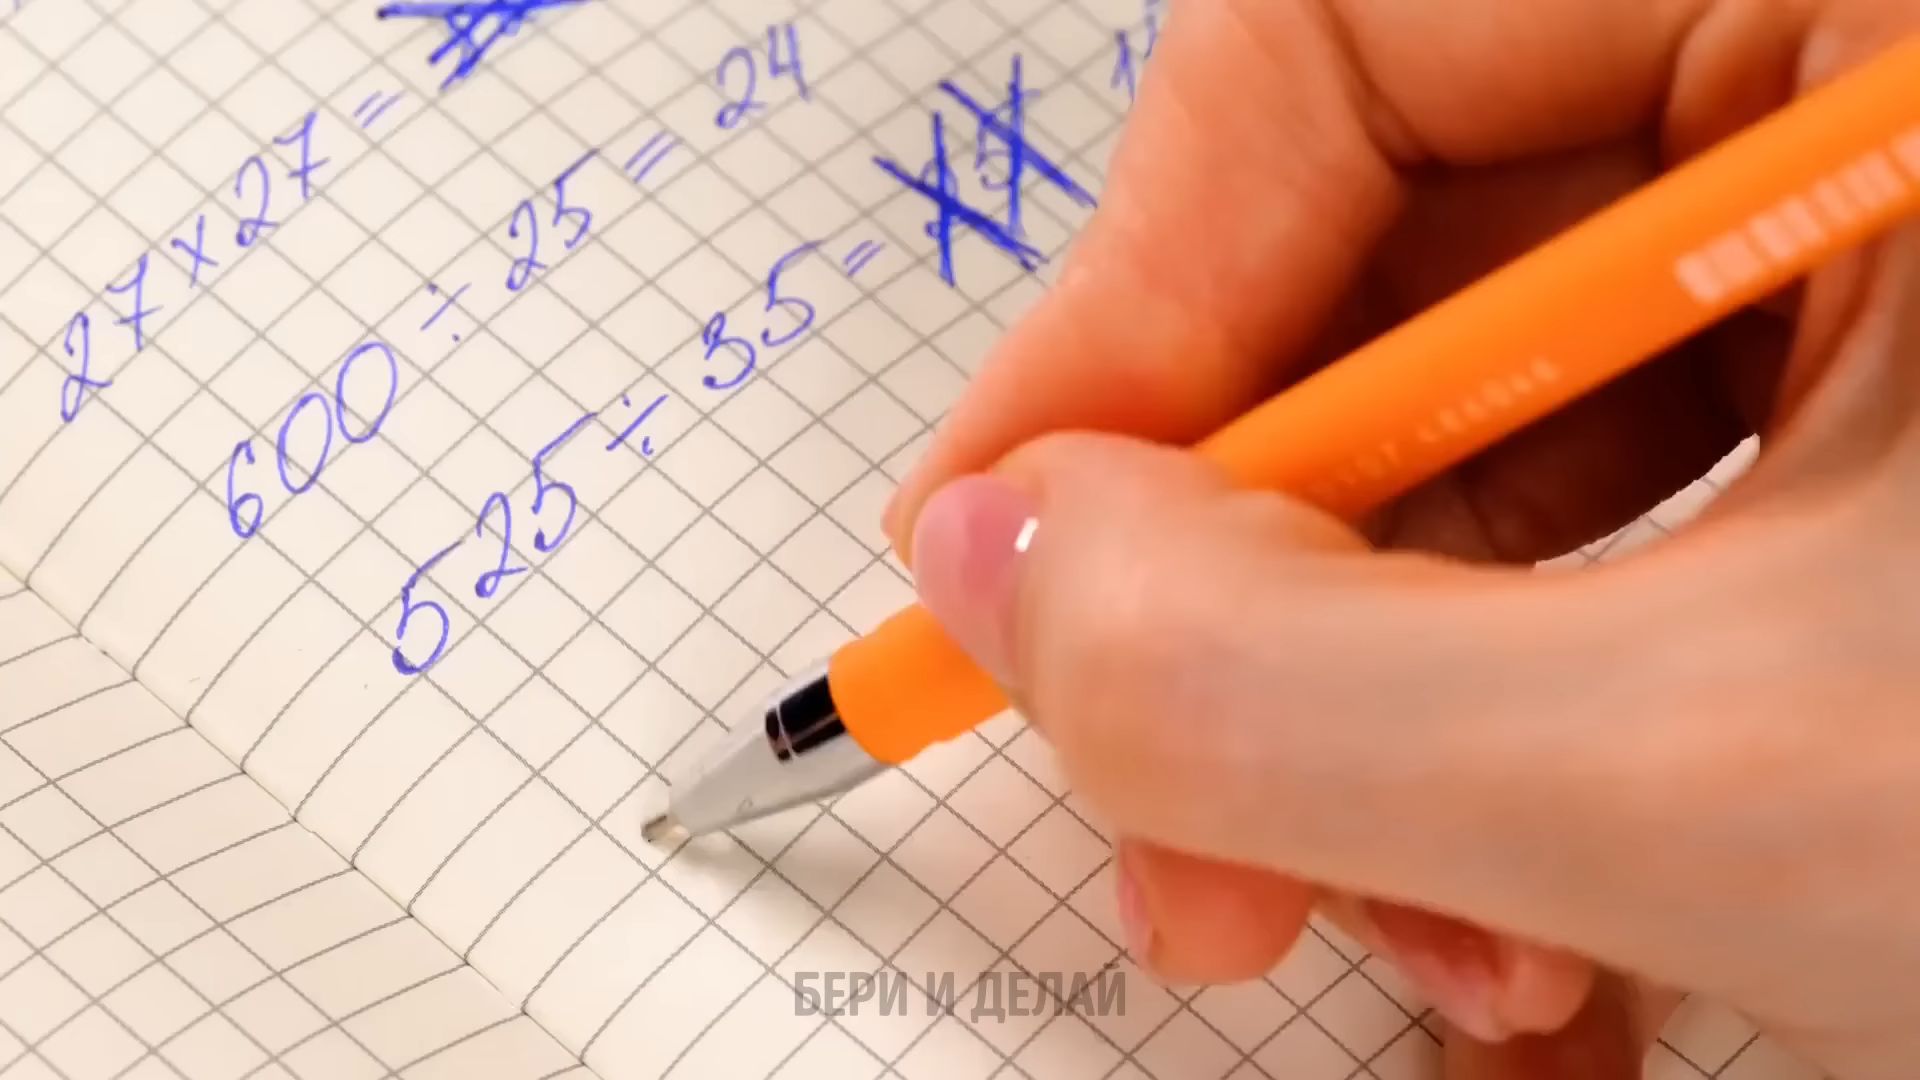 27 × 27 =
600 ÷ 25 = 24
525 ÷ 35 =
БЕРИ И ДЕЛАЙ